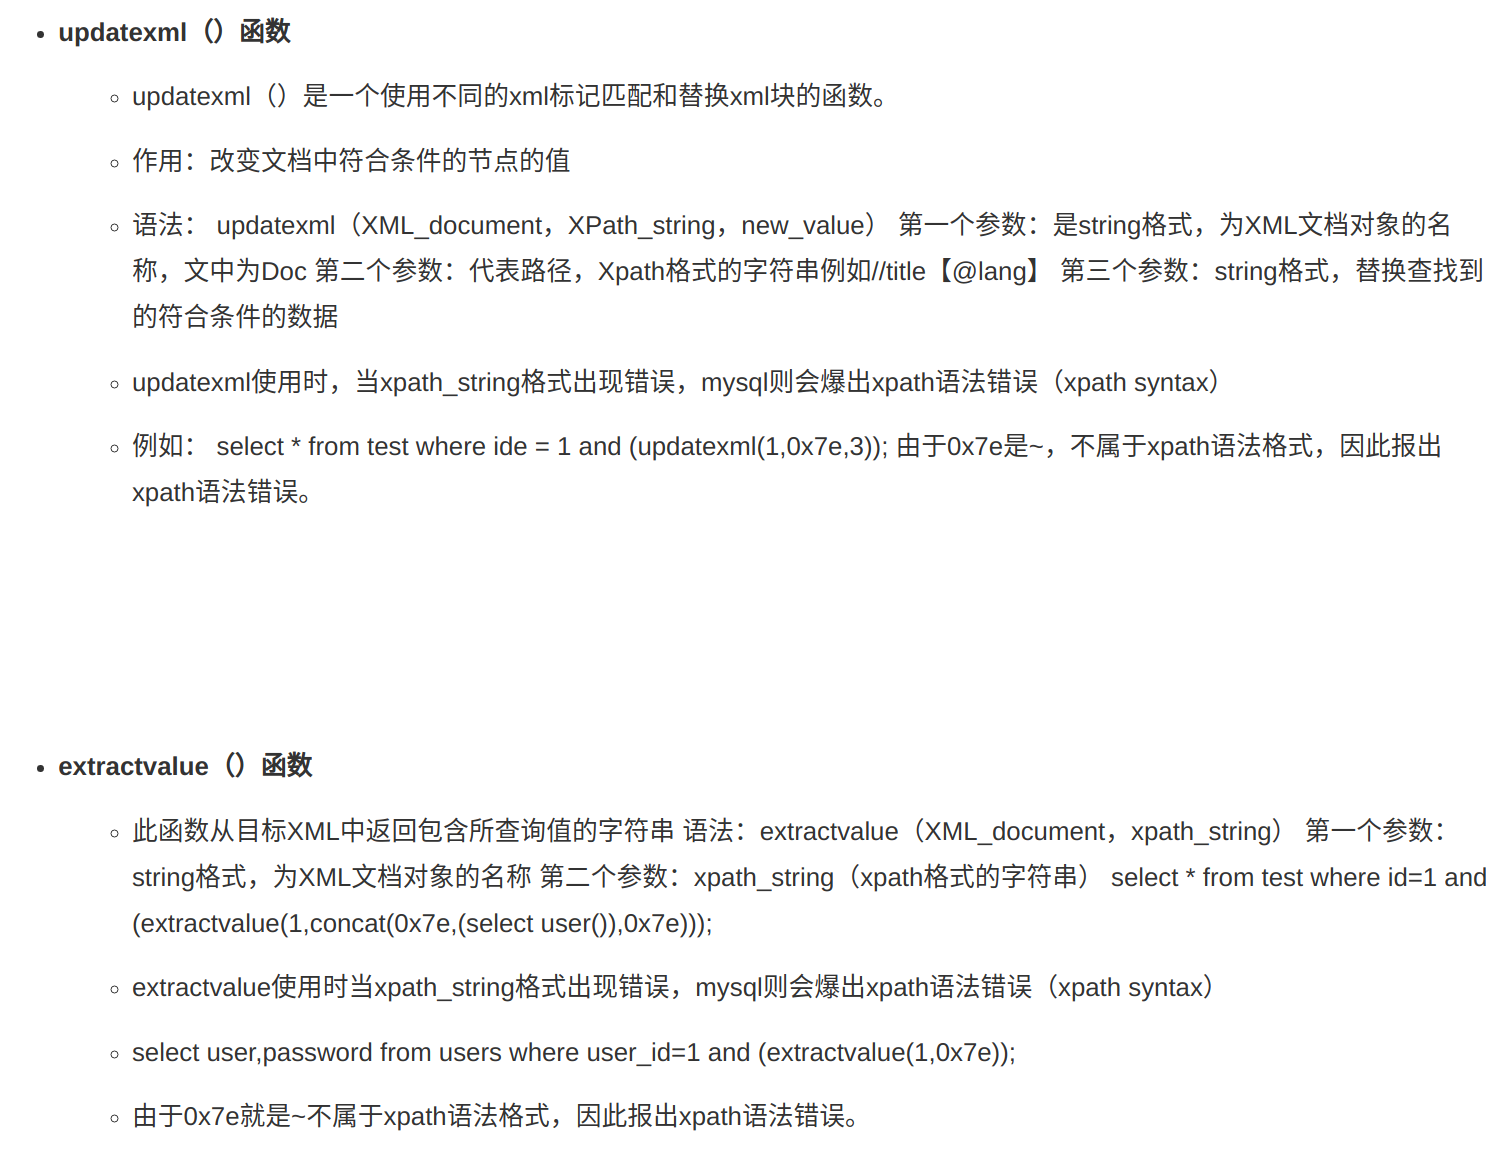 updatexml（）函数
updatexml（）是一个使用不同的xml标记匹配和替换xml块的函数。
作用：改变文档中符合条件的节点的值
语法： updatexml（XML_document，XPath_string，new_value） 第一个参数：是string格式，为XML文档对象的名
称，文中为Doc 第二个参数：代表路径，Xpath格式的字符串例如//title【@lang】 第三个参数：string格式，替换查找到
的符合条件的数据
updatexml使用时，当xpath_string格式出现错误，mysql则会爆出xpath语法错误（xpath syntax）
例如： select * from test where ide = 1 and (updatexml(1,0x7e,3)); 由于0x7e是~，不属于xpath语法格式，因此报出
xpath语法错误。
extractvalue（）函数
此函数从目标XML中返回包含所查询值的字符串 语法：extractvalue（XML_document，xpath_string） 第一个参数：
string格式，为XML文档对象的名称 第二个参数：xpath_string（xpath格式的字符串） select * from test where id=1 and
(extractvalue(1,concat(0x7e,(select user()),0x7e)));
extractvalue使用时当xpath_string格式出现错误，mysql则会爆出xpath语法错误（xpath syntax）
select user,password from users where user_id=1 and (extractvalue(1,0x7e));
由于0x7e就是~不属于xpath语法格式，因此报出xpath语法错误。